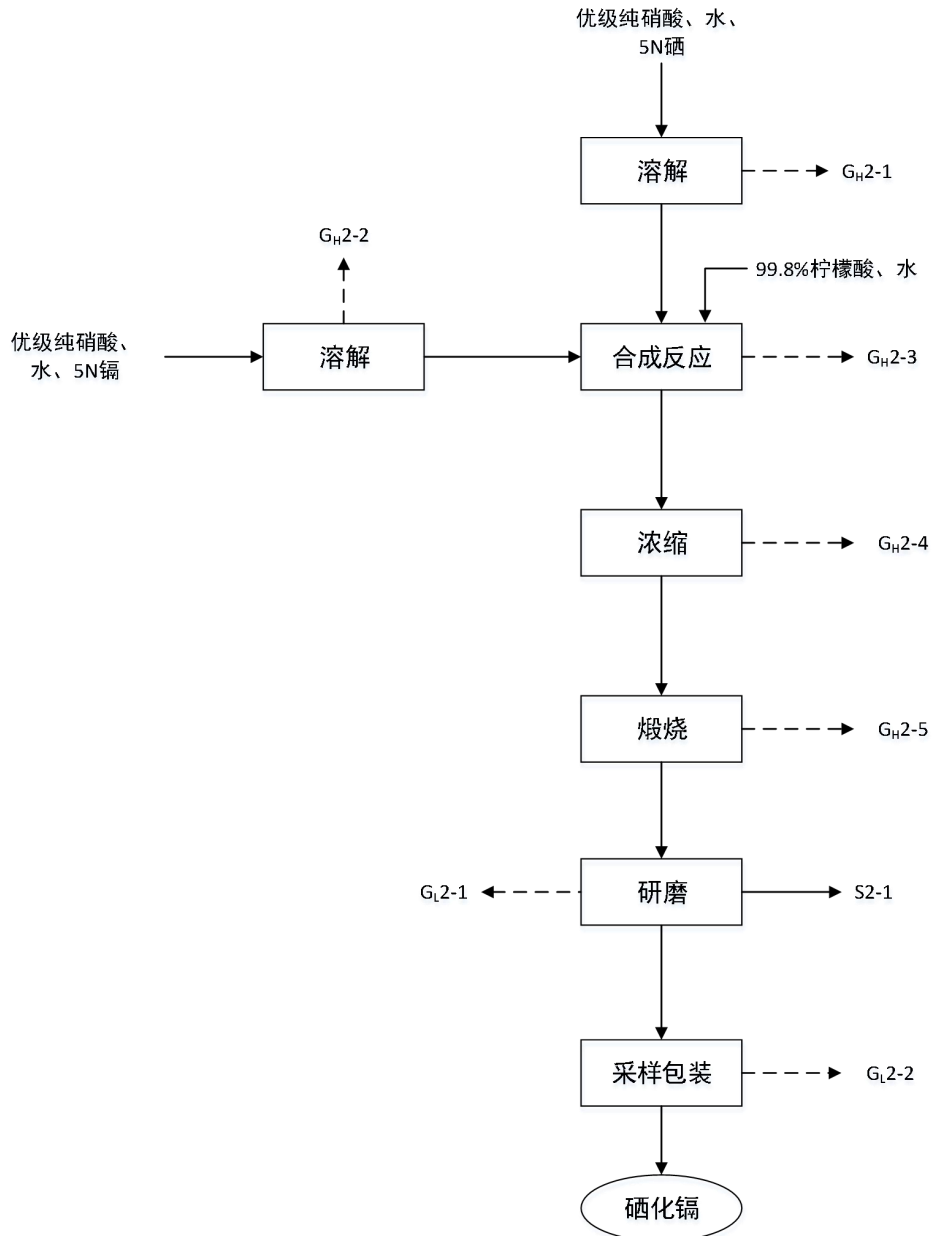 优级纯硝酸、水、
5N硒
溶解
GH2-1
GH2-2
99.8%柠檬酸、水
优级纯硝酸、
水、5N镉
溶解
合成反应
GH2-3
浓缩
GH2-4
煅烧
GH2-5
GL2-1
研磨
S2-1
采样包装
GL2-2
硒化镉